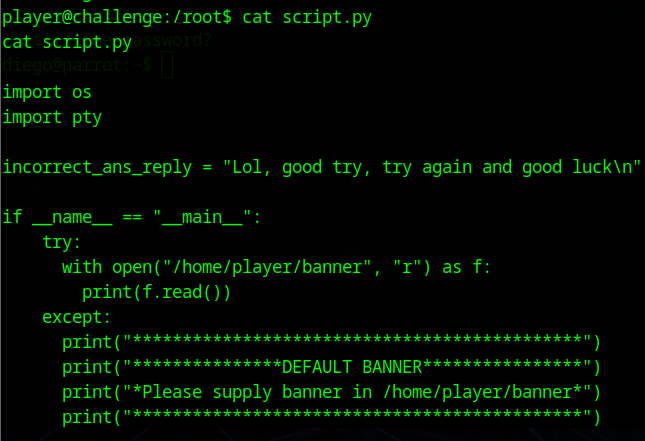 player@challenge:/root$ cat script.py
cat script.py
diego@parrot:~$
import os
import pty
incorrect_ans_reply = "Lol, good try, try again and good luck\n"
if __name__ == "__main__":
    try:
      with open("/home/player/banner", "r") as f:
        print(f.read())
    except:
      print("*********************************************")
      print("***************DEFAULT BANNER****************")
      print("*Please supply banner in /home/player/banner*")
      print("*********************************************")